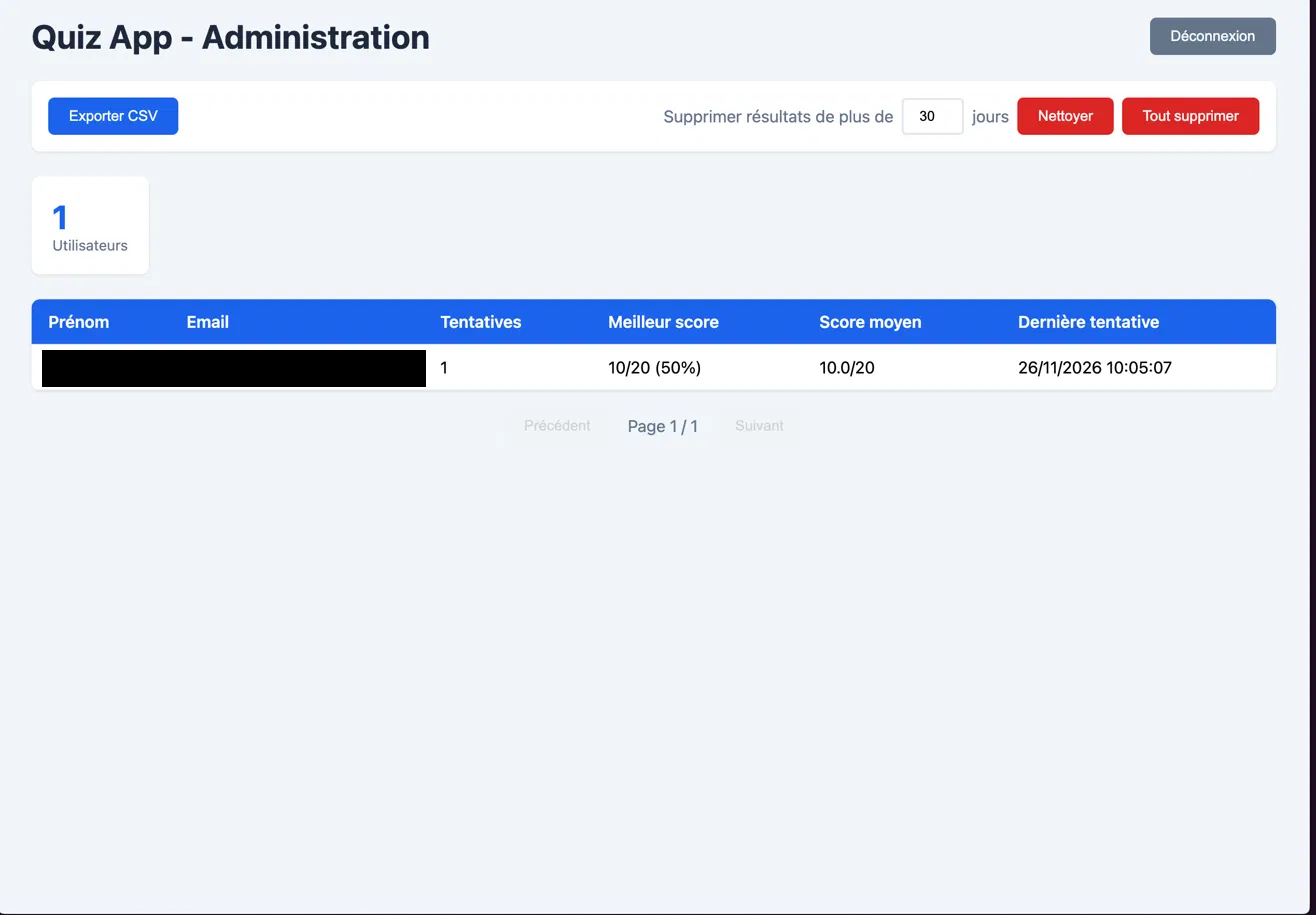 Quiz App - Administration
Déconnexion
Exporter CSV
Supprimer résultats de plus de 30 jours Nettoyer Tout supprimer
1
Utilisateurs
Prénom Email Tentatives Meilleur score Score moyen Dernière tentative
1 10/20 (50%) 10.0/20 26/11/2026 10:05:07
Précédent Page 1 / 1 Suivant